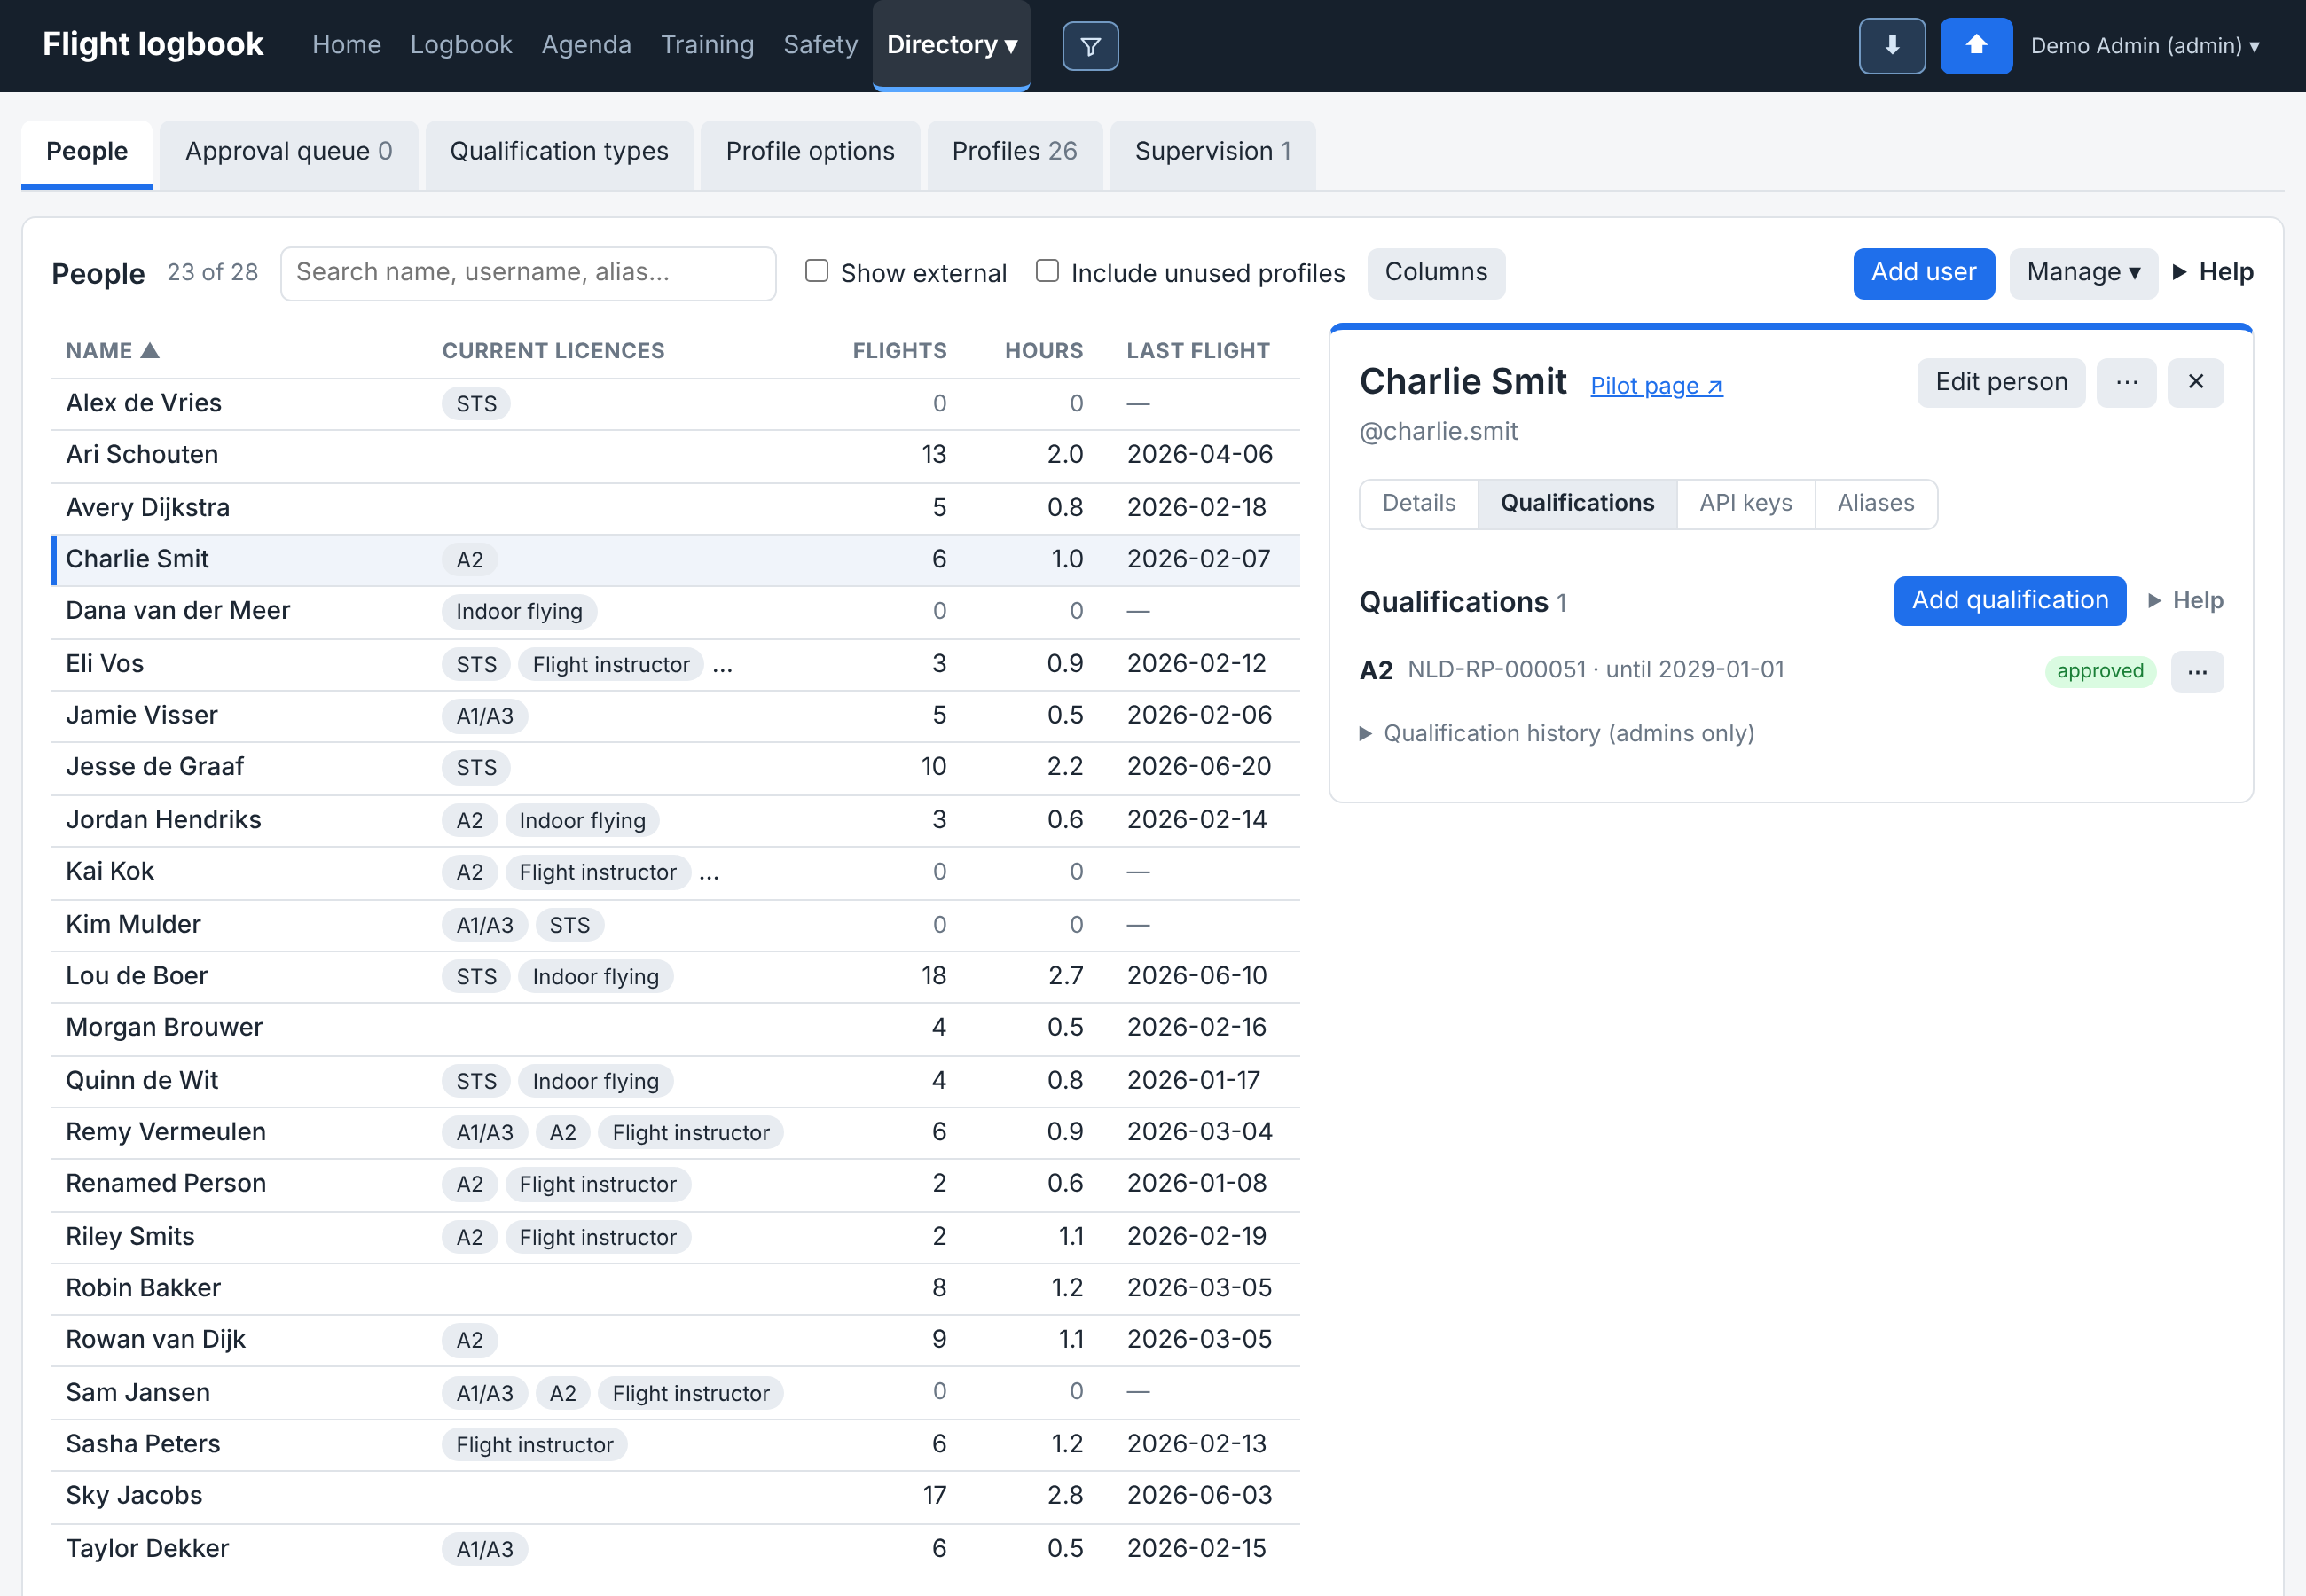 Flight logbook Home Logbook Agenda Training Safety Directory ▾ Demo Admin (admin) ▾
People Approval queue 0 Qualification types Profile options Profiles 26 Supervision 1
People 23 of 28 Search name, username, alias... Show external Include unused profiles Columns Add user Manage ▾ ▶ Help
NAME ▲ CURRENT LICENCES FLIGHTS HOURS LAST FLIGHT
Alex de Vries STS 0 0 —
Ari Schouten 13 2.0 2026-04-06
Avery Dijkstra 5 0.8 2026-02-18
Charlie Smit A2 6 1.0 2026-02-07
Dana van der Meer Indoor flying 0 0 —
Eli Vos STS Flight instructor ... 3 0.9 2026-02-12
Jamie Visser A1/A3 5 0.5 2026-02-06
Jesse de Graaf STS 10 2.2 2026-06-20
Jordan Hendriks A2 Indoor flying 3 0.6 2026-02-14
Kai Kok A2 Flight instructor ... 0 0 —
Kim Mulder A1/A3 STS 0 0 —
Lou de Boer STS Indoor flying 18 2.7 2026-06-10
Morgan Brouwer 4 0.5 2026-02-16
Quinn de Wit STS Indoor flying 4 0.8 2026-01-17
Remy Vermeulen A1/A3 A2 Flight instructor 6 0.9 2026-03-04
Renamed Person A2 Flight instructor 2 0.6 2026-01-08
Riley Smits A2 Flight instructor 2 1.1 2026-02-19
Robin Bakker 8 1.2 2026-03-05
Rowan van Dijk A2 9 1.1 2026-03-05
Sam Jansen A1/A3 A2 Flight instructor 0 0 —
Sasha Peters Flight instructor 6 1.2 2026-02-13
Sky Jacobs 17 2.8 2026-06-03
Taylor Dekker A1/A3 6 0.5 2026-02-15
Charlie Smit Pilot page ↗ Edit person ··· ✕
@charlie.smit
Details Qualifications API keys Aliases
Qualifications 1 Add qualification ▶ Help
A2 NLD-RP-000051 · until 2029-01-01 approved ...
▶ Qualification history (admins only)